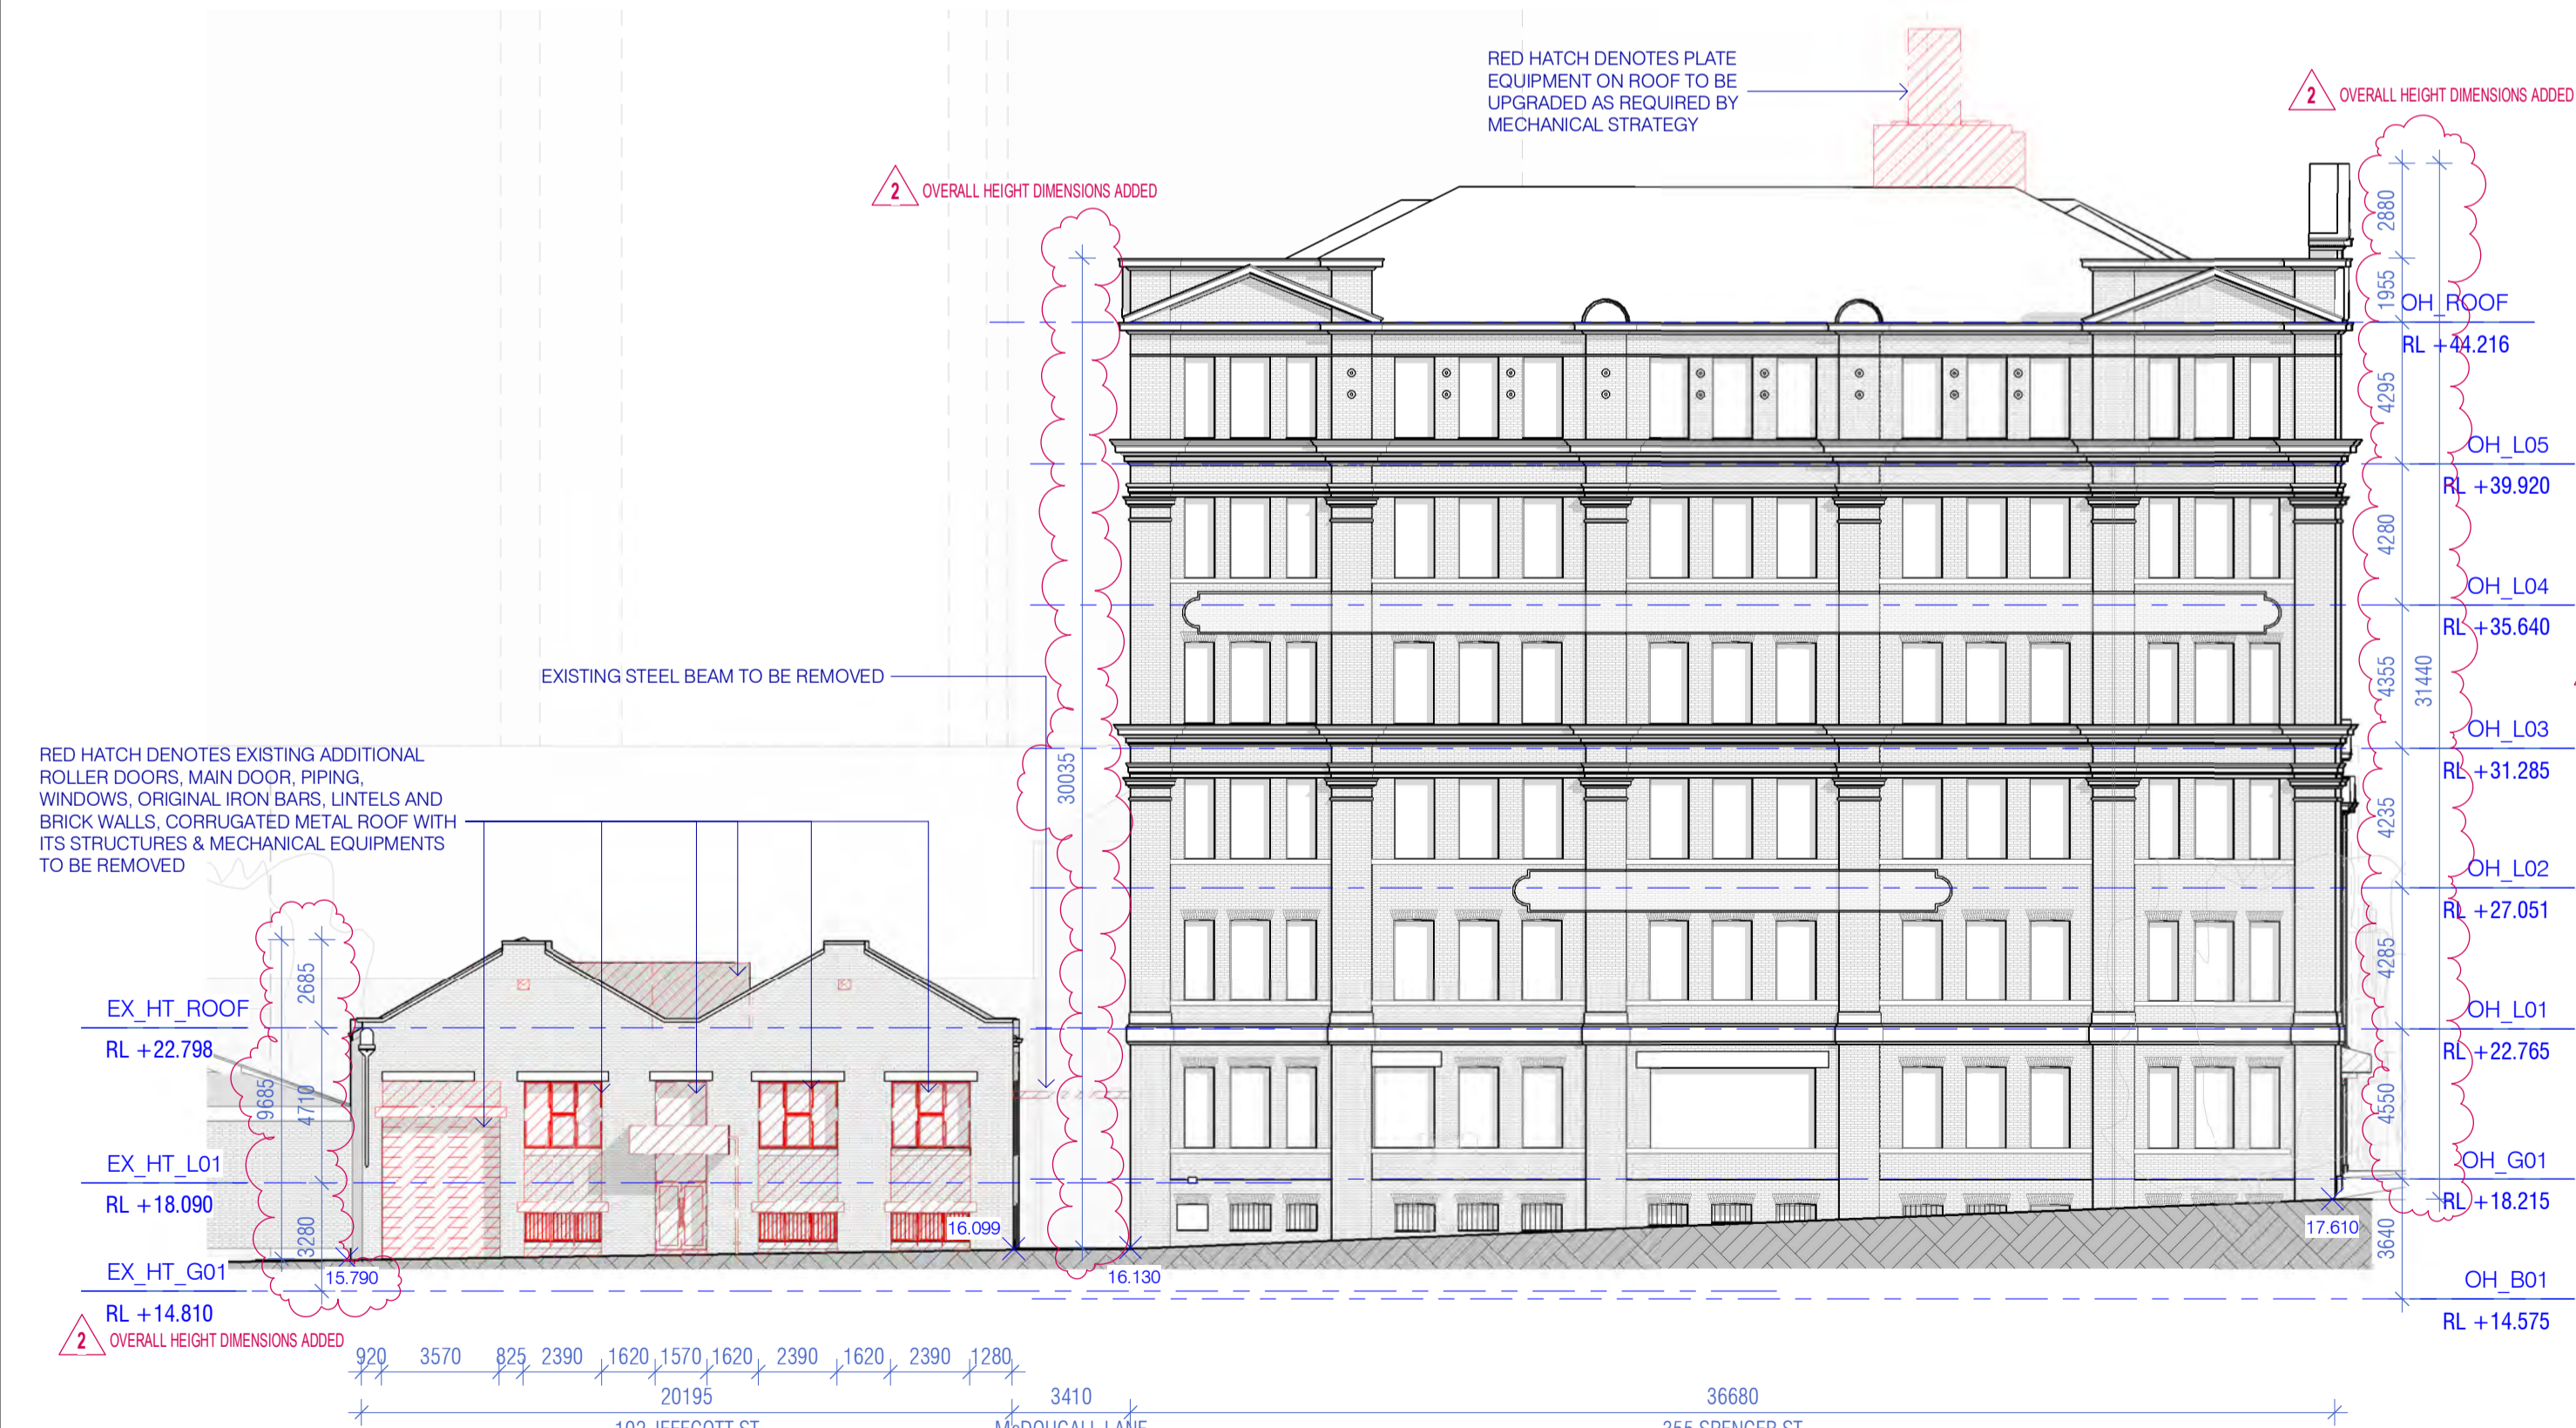 RED HATCH DENOTES PLATE
EQUIPMENT ON ROOF TO BE
UPGRADED AS REQUIRED BY
MECHANICAL STRATEGY
2 OVERALL HEIGHT DIMENSIONS ADDED
2 OVERALL HEIGHT DIMENSIONS ADDED
2880
1955
OH_ROOF
RL +44.216
4295
OH_L05
RL +39.920
4280
OH_L04
RL +35.640
4355
31440
OH_L03
RL +31.285
4235
OH_L02
RL +27.051
4285
OH_L01
RL +22.765
4550
OH_G01
RL +18.215
3640
OH_B01
RL +14.575
EXISTING STEEL BEAM TO BE REMOVED
30035
RED HATCH DENOTES EXISTING ADDITIONAL
ROLLER DOORS, MAIN DOOR, PIPING,
WINDOWS, ORIGINAL IRON BARS, LINTELS AND
BRICK WALLS, CORRUGATED METAL ROOF WITH
ITS STRUCTURES & MECHANICAL EQUIPMENTS
TO BE REMOVED
2685
EX_HT_ROOF
RL +22.798
9685
4710
EX_HT_L01
RL +18.090
3280
EX_HT_G01
RL +14.810
15.790
16.099
16.130
17.610
2 OVERALL HEIGHT DIMENSIONS ADDED
920 3570 825 2390 1620 1570 1620 2390 1620 2390 1280
20195 3410 36680
JEFFCOTT ST McDOUGALL LANE 355 SPENCER ST